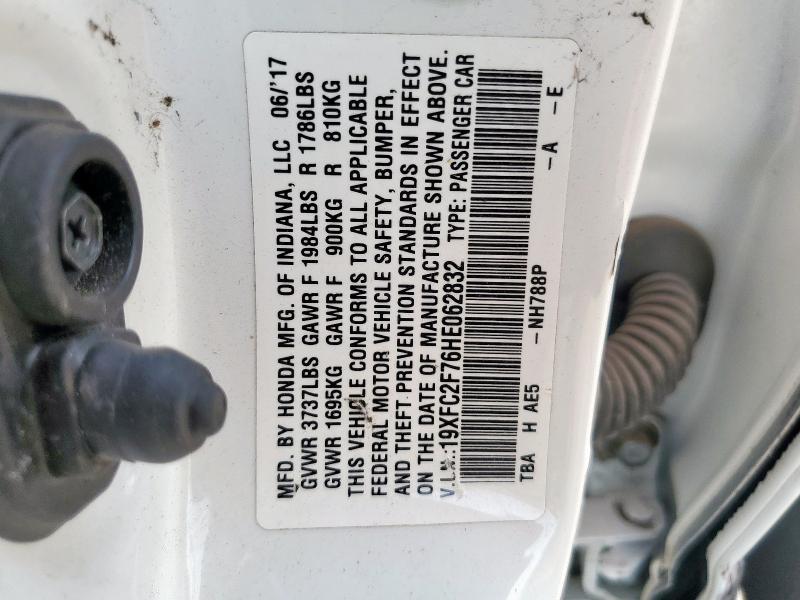 MFD. BY HONDA MFG. OF INDIANA, LLC 06/'17
GVWR 3737LBS GAWR F 1984LBS R 1786LBS
GVWR 1695KG GAWR F 900KG R 810KG
THIS VEHICLE CONFORMS TO ALL APPLICABLE
FEDERAL MOTOR VEHICLE SAFETY, BUMPER,
AND THEFT PREVENTION STANDARDS IN EFFECT
ON THE DATE OF MANUFACTURE SHOWN ABOVE.
V.I.N.:19XFC2F76HE062832 TYPE: PASSENGER CAR
TBA H AE5 -NH788P -A -E